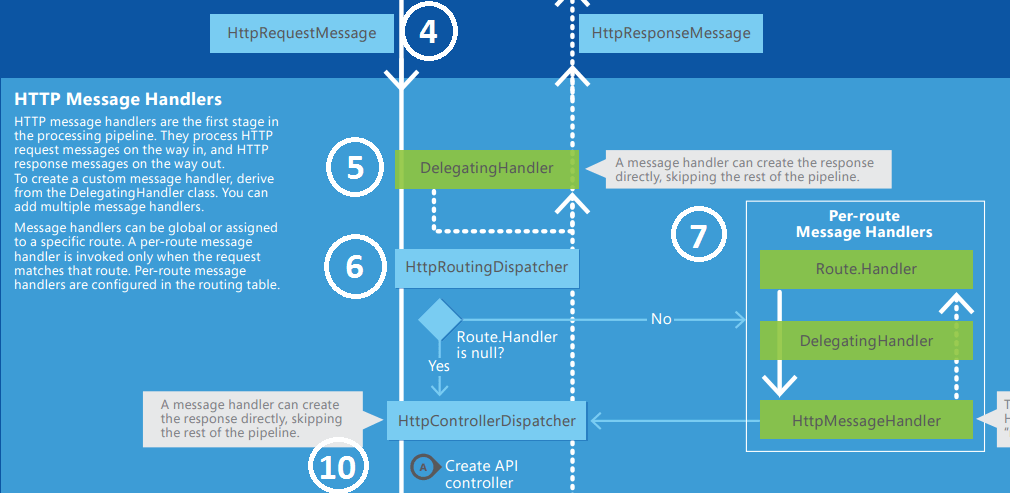 HttpRequestMessage
4
HttpResponseMessage
HTTP Message Handlers
HTTP message handlers are the first stage in
the processing pipeline. They process HTTP
request messages on the way in, and HTTP
response messages on the way out.
To create a custom message handler, derive
from the DelegatingHandler class. You can
add multiple message handlers.
Message handlers can be global or assigned
to a specific route. A per-route message
handler is invoked only when the request
matches that route. Per-route message
handlers are configured in the routing table.
5
DelegatingHandler
A message handler can create the response
directly, skipping the rest of the pipeline.
6
HttpRoutingDispatcher
7
Per-route
Message Handlers
Route.Handler
DelegatingHandler
HttpMessageHandler
Route.Handler
is null?
No
Yes
A message handler can create
the response directly, skipping
the rest of the pipeline.
HttpControllerDispatcher
10
A
Create API
controller
T
H
"